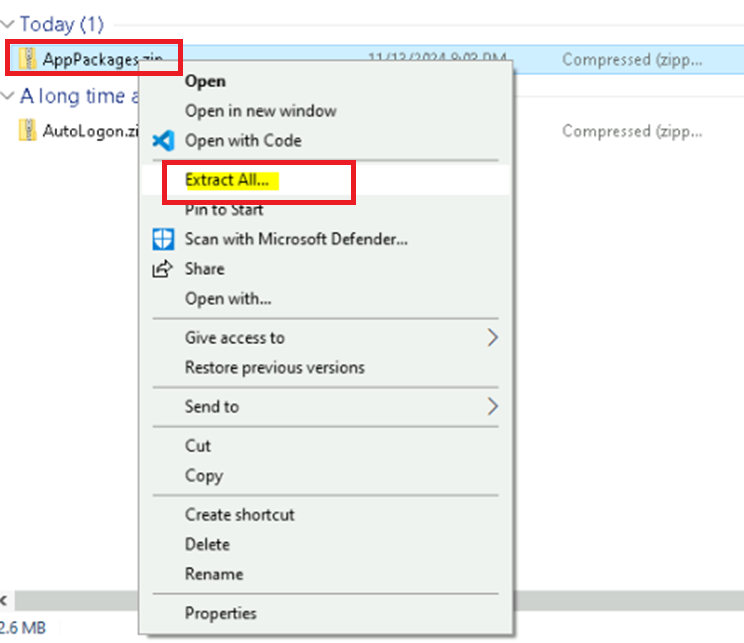 Today (1)
AppPackages.zip 11/13/2024 9:03 PM Compressed (zipp...
A long time a
AutoLogon.zi Compressed (zipp...
Open
Open in new window
Open with Code
Extract All...
Pin to Start
Scan with Microsoft Defender...
Share
Open with...
Give access to
Restore previous versions
Send to
Cut
Copy
Create shortcut
Delete
Rename
Properties
2.6 MB